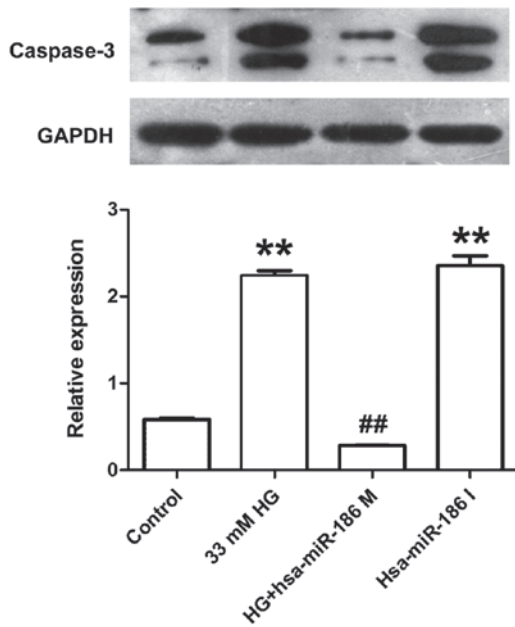 Caspase-3
GAPDH
Relative expression
3
2
1
0
**
##
**
Control
33 mM HG
HG+hsa-miR-186 M
Hsa-miR-186 I